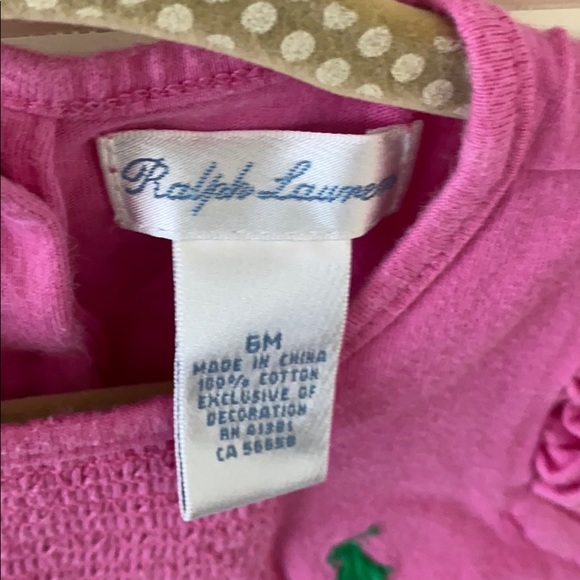 Ralph Lauren
6M
MADE IN CHINA
100% COTTON
EXCLUSIVE OF
DECORATION
RN 41381
CA 56658